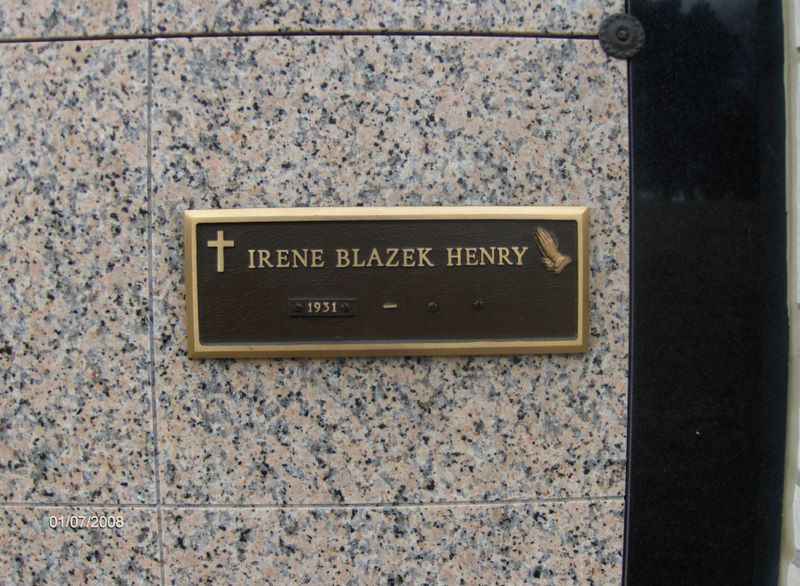 IRENE BLAZEK HENRY
1931 –
01/07/2008